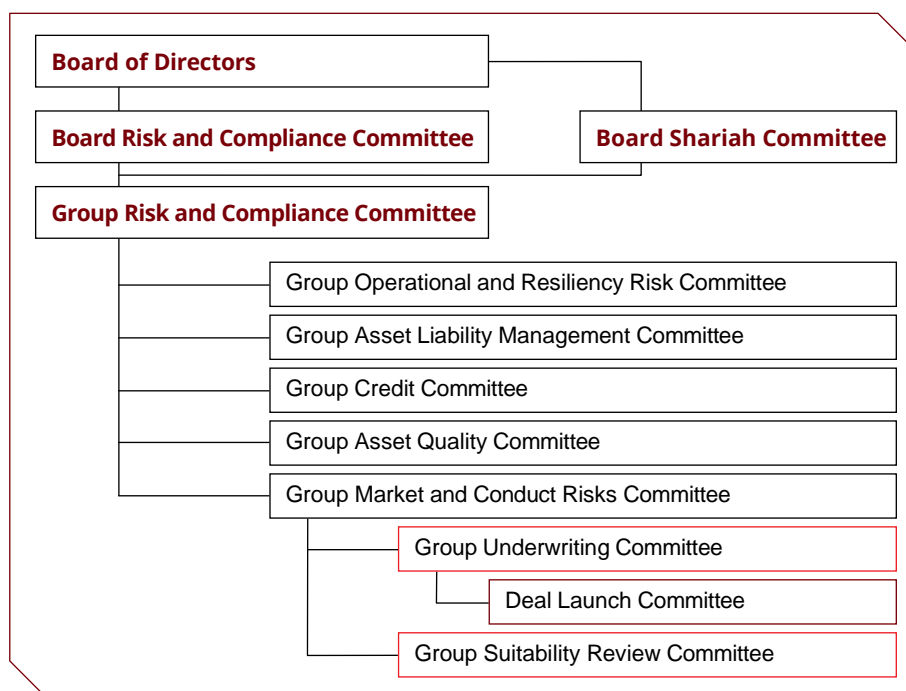 Board of Directors
Board Risk and Compliance Committee
Board Shariah Committee
Group Risk and Compliance Committee
Group Operational and Resiliency Risk Committee
Group Asset Liability Management Committee
Group Credit Committee
Group Asset Quality Committee
Group Market and Conduct Risks Committee
Group Underwriting Committee
Deal Launch Committee
Group Suitability Review Committee